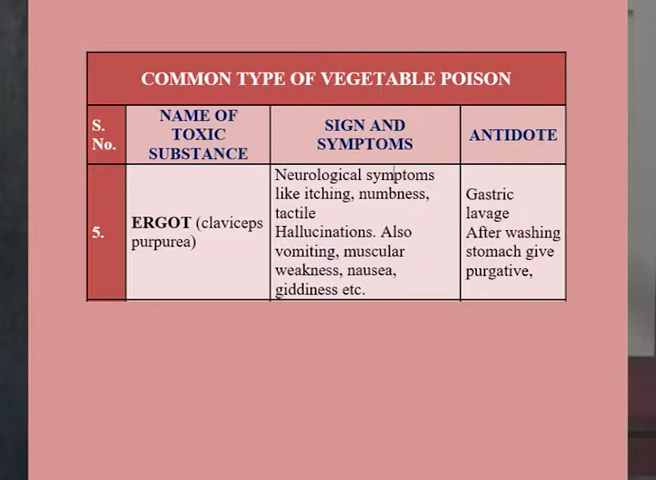 COMMON TYPE OF VEGETABLE POISON
S.
No.
NAME OF
TOXIC
SUBSTANCE
SIGN AND
SYMPTOMS
ANTIDOTE
5.
ERGOT (claviceps
purpurea)
Neurological symptoms
like itching, numbness,
tactile
Hallucinations. Also
vomiting, muscular
weakness, nausea,
giddiness etc.
Gastric
lavage
After washing
stomach give
purgative,